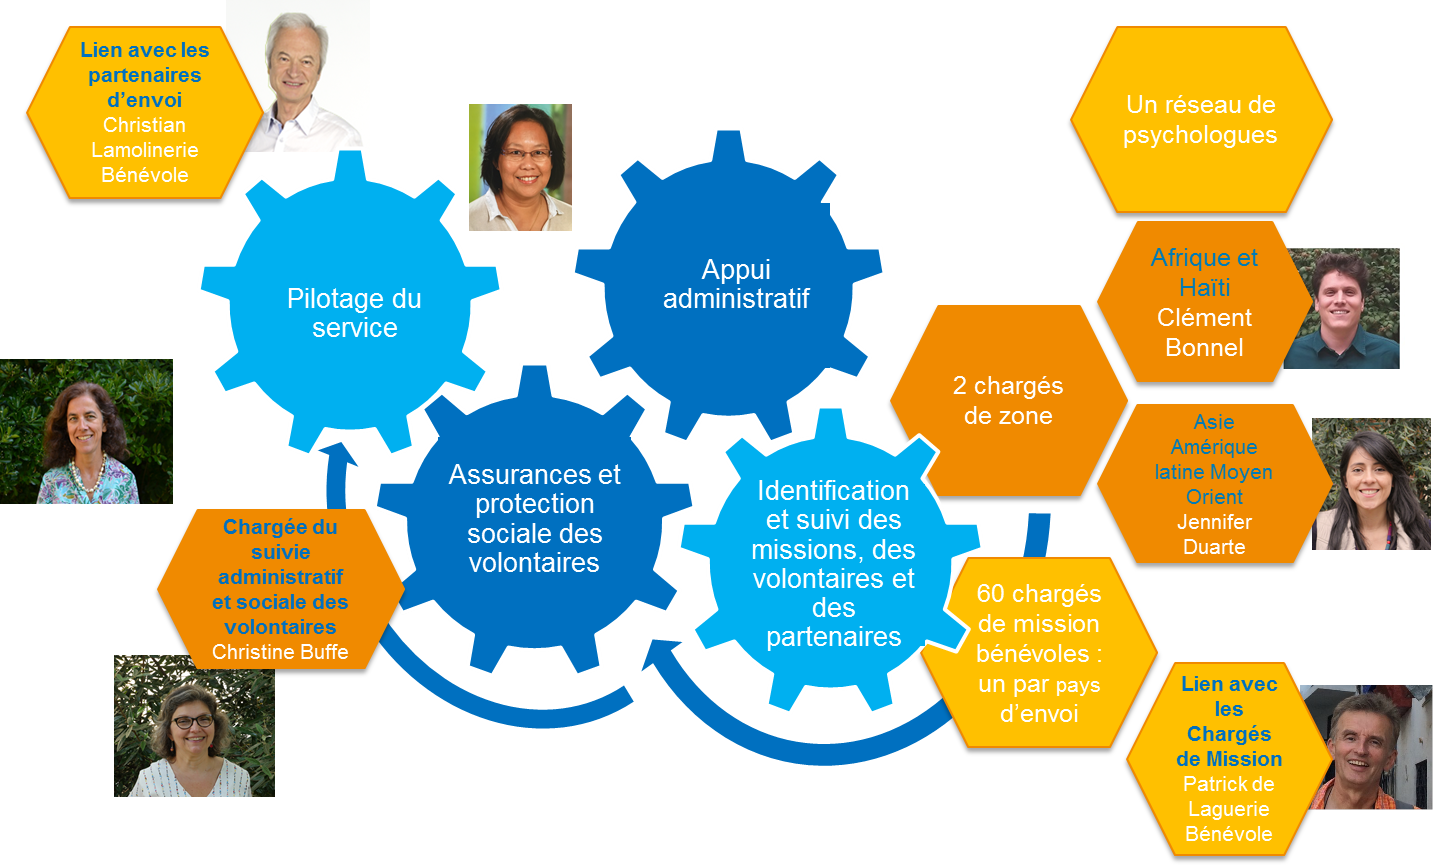 Lien avec les
partenaires
d'envoi
Christian
Lamolinerie
Bénévole
Pilotage du
service
Appui
administratif
Un réseau de
psychologues
Afrique et
Haïti
Clément
Bonnel
2 chargés
de zone
Asie
Amérique
latine Moyen
Orient
Jennifer
Duarte
Assurances et
protection
sociale des
volontaires
Identification
et suivi des
missions, des
volontaires et
des
partenaires
Chargée du
suivie
administratif
et sociale des
volontaires
Christine Buffe
60 chargés
de mission
bénévoles :
un par pays
d'envoi
Lien avec
les
Chargés
de Mission
Patrick de
Laguerie
Bénévole